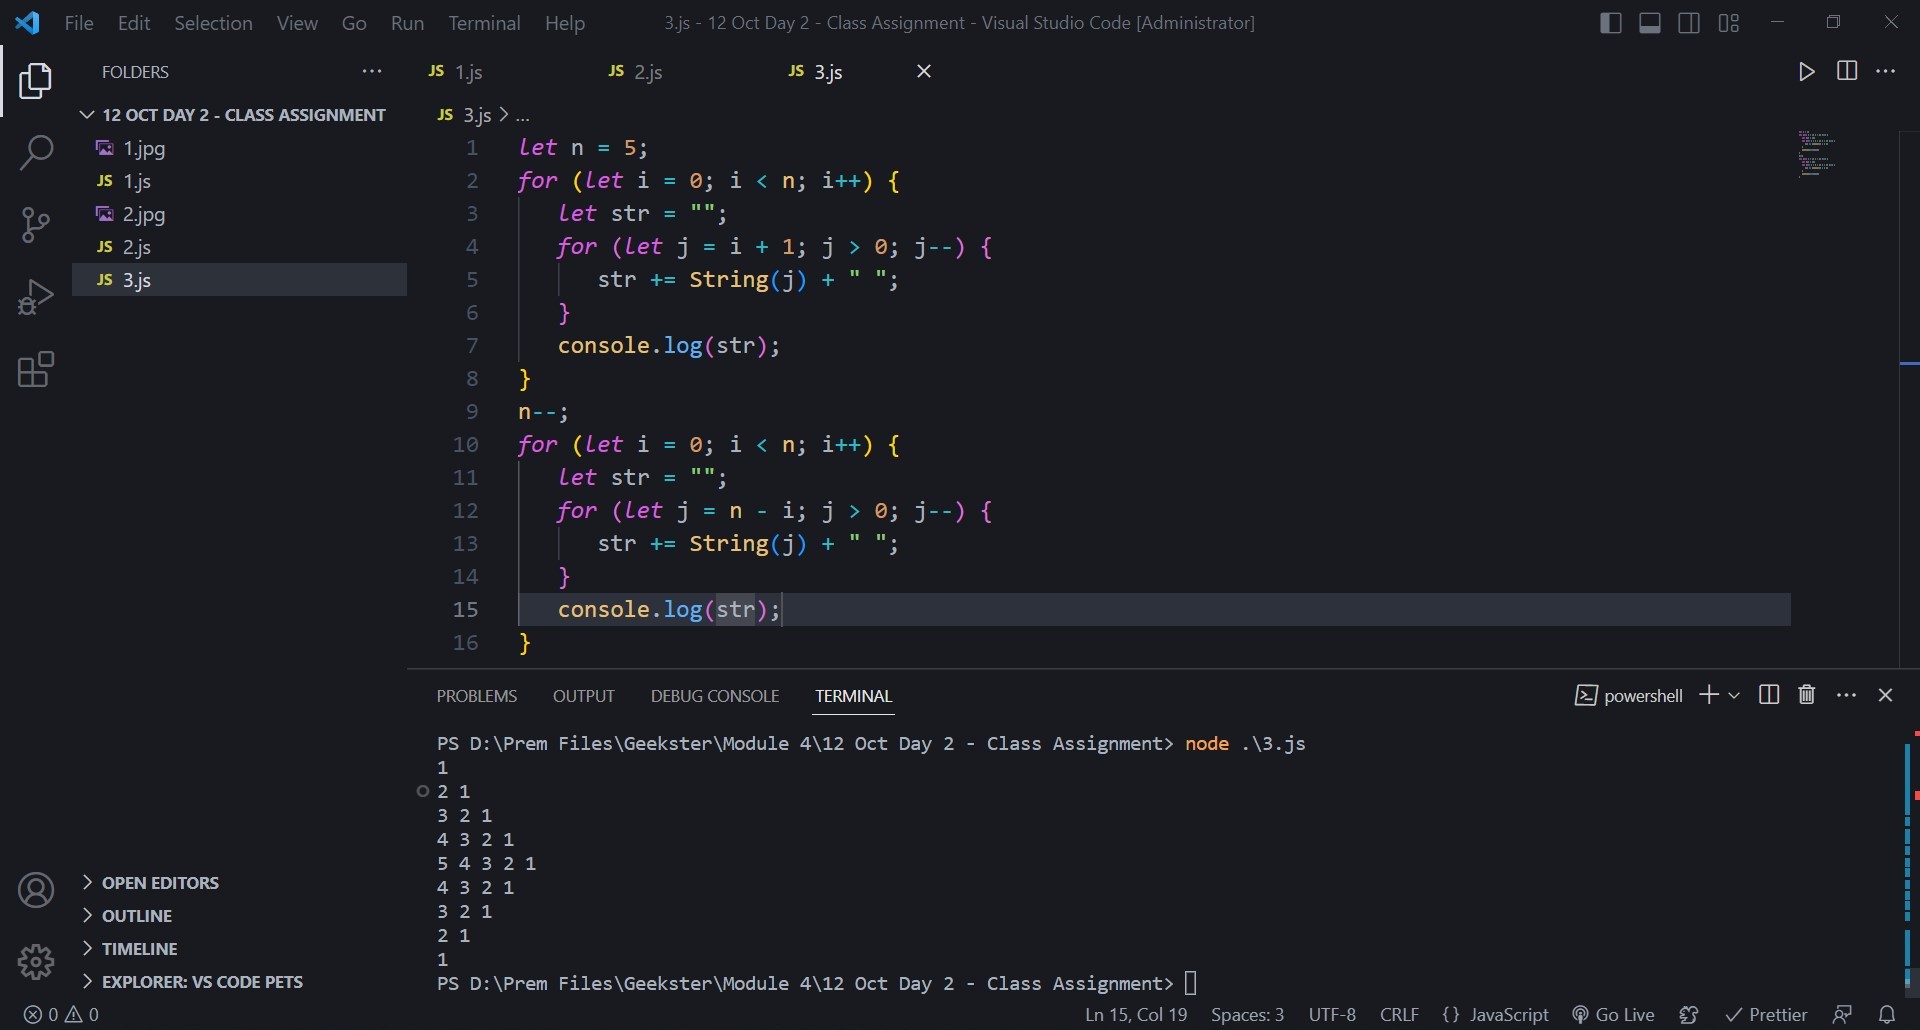 File Edit Selection View Go Run Terminal Help
3.js - 12 Oct Day 2 - Class Assignment - Visual Studio Code [Administrator]
FOLDERS ...
12 OCT DAY 2 - CLASS ASSIGNMENT
1.jpg
JS 1.js
2.jpg
JS 2.js
JS 3.js
OPEN EDITORS
OUTLINE
TIMELINE
EXPLORER: VS CODE PETS
JS 1.js JS 2.js JS 3.js
JS 3.js > ...
1 let n = 5;
2 for (let i = 0; i < n; i++) {
3 let str = "";
4 for (let j = i + 1; j > 0; j--) {
5 str += String(j) + " ";
6 }
7 console.log(str);
8 }
9 n--;
10 for (let i = 0; i < n; i++) {
11 let str = "";
12 for (let j = n - i; j > 0; j--) {
13 str += String(j) + " ";
14 }
15 console.log(str);
16 }
PROBLEMS OUTPUT DEBUG CONSOLE TERMINAL
powershell
PS D:\Prem Files\Geekster\Module 4\12 Oct Day 2 - Class Assignment> node .\3.js
1
2 1
3 2 1
4 3 2 1
5 4 3 2 1
4 3 2 1
3 2 1
2 1
1
PS D:\Prem Files\Geekster\Module 4\12 Oct Day 2 - Class Assignment>
0 0
Ln 15, Col 19 Spaces: 3 UTF-8 CRLF {} JavaScript Go Live Prettier